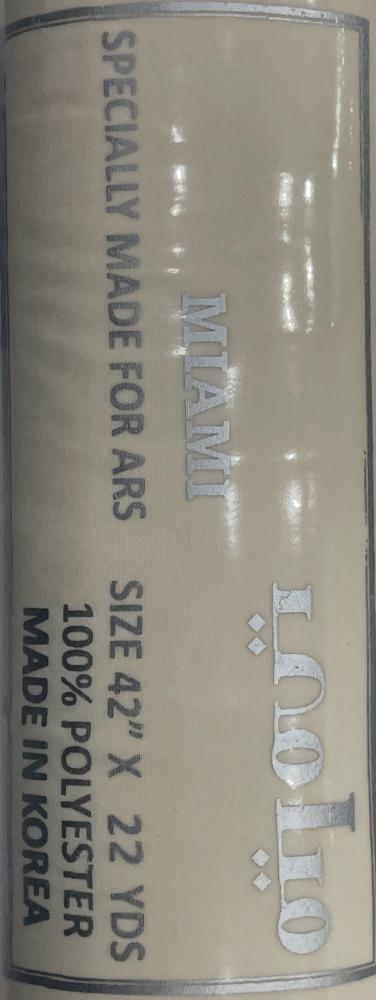 ميامي
MIAMI
SPECIALLY MADE FOR ARS SIZE 42" X 22 YDS
100% POLYESTER
MADE IN KOREA